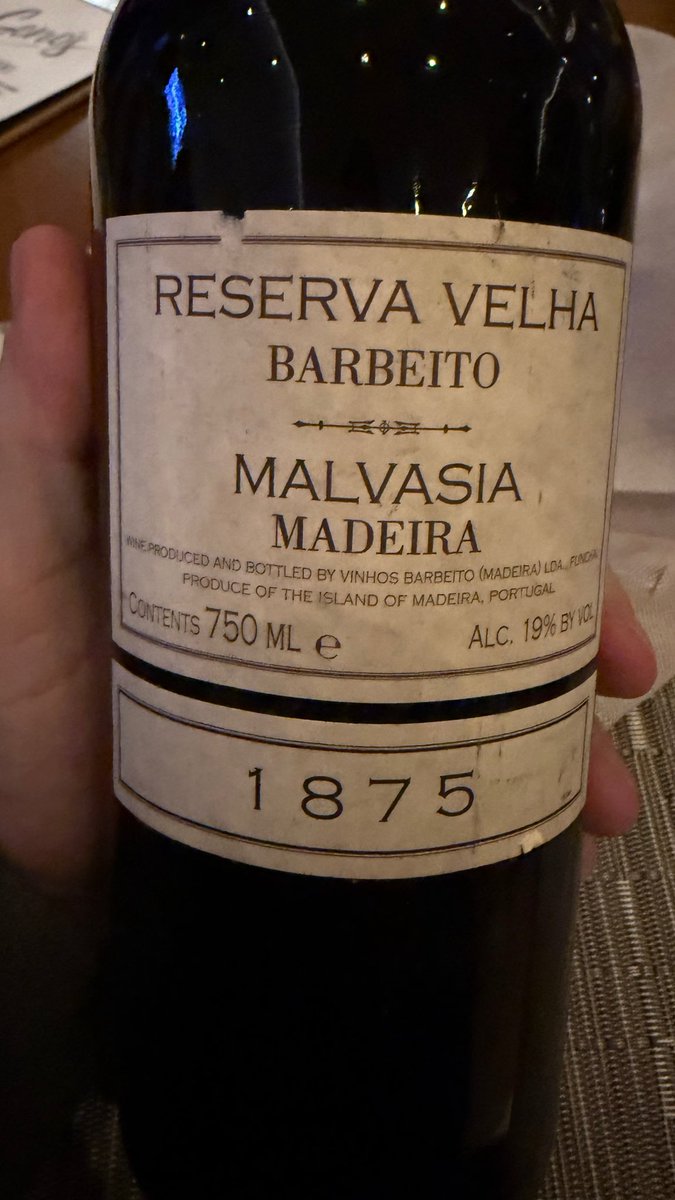 RESERVA VELHA
BARBEITO
MALVASIA
MADEIRA
WINE PRODUCED AND BOTTLED BY VINHOS BARBEITO (MADEIRA) LDA., FUNCHAL
PRODUCE OF THE ISLAND OF MADEIRA, PORTUGAL
CONTENTS 750 ML ℮
ALC. 19% BY VOL
1875